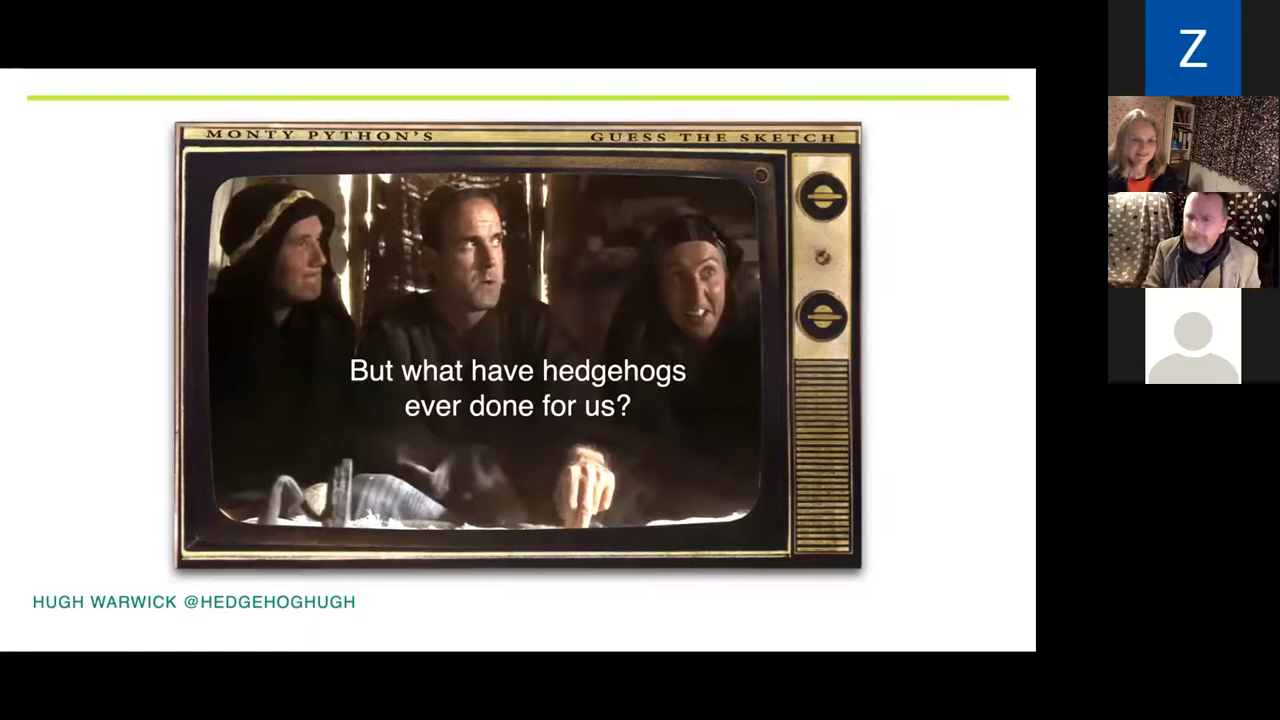 MONTY PYTHON'S GUESS THE SKETCH
But what have hedgehogs
ever done for us?
HUGH WARWICK @HEDGEHOGHUGH
Z